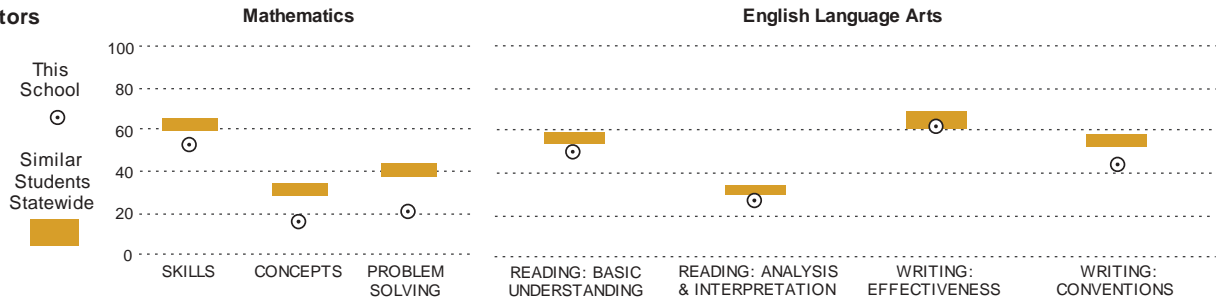 Mathematics
English Language Arts
This
School
Similar
Students
Statewide
100
80
60
40
20
0
SKILLS
CONCEPTS
PROBLEM
SOLVING
READING: BASIC
UNDERSTANDING
READING: ANALYSIS
& INTERPRETATION
WRITING:
EFFECTIVENESS
WRITING:
CONVENTIONS